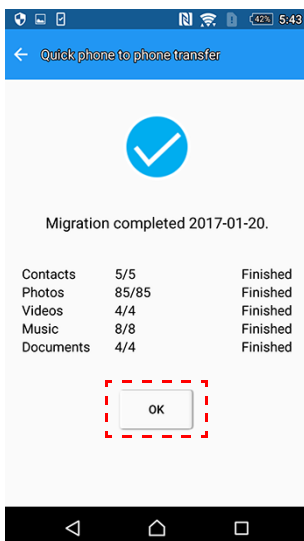 42% 5:43
Quick phone to phone transfer
Migration completed 2017-01-20.
Contacts 5/5 Finished
Photos 85/85 Finished
Videos 4/4 Finished
Music 8/8 Finished
Documents 4/4 Finished
OK